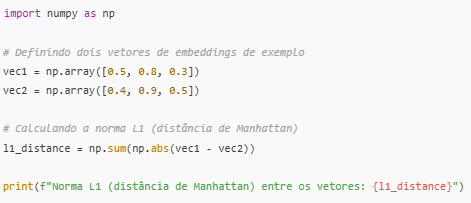 import numpy as np
# Definindo dois vetores de embeddings de exemplo
vec1 = np.array([0.5, 0.8, 0.3])
vec2 = np.array([0.4, 0.9, 0.5])
# Calculando a norma L1 (distância de Manhattan)
l1_distance = np.sum(np.abs(vec1 - vec2))
print(f"Norma L1 (distância de Manhattan) entre os vetores: {l1_distance}")